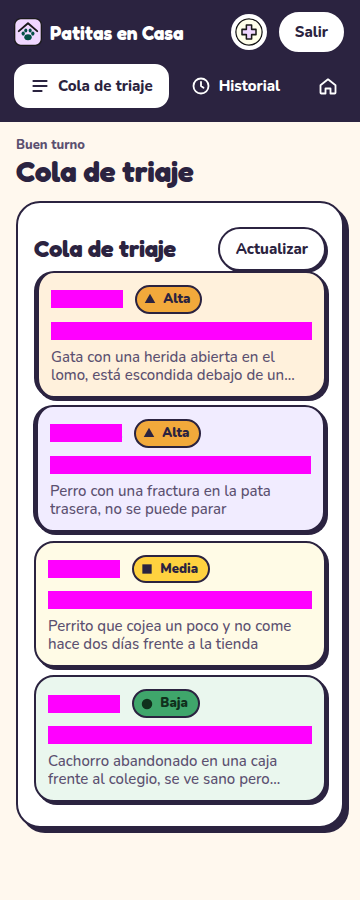 Patitas en Casa
Salir
Cola de triaje
Historial
Buen turno
Cola de triaje
Cola de triaje
Actualizar
Alta
Gata con una herida abierta en el
lomo, está escondida debajo de un...
Alta
Perro con una fractura en la pata
trasera, no se puede parar
Media
Perrito que cojea un poco y no come
hace dos días frente a la tienda
Baja
Cachorro abandonado en una caja
frente al colegio, se ve sano pero...